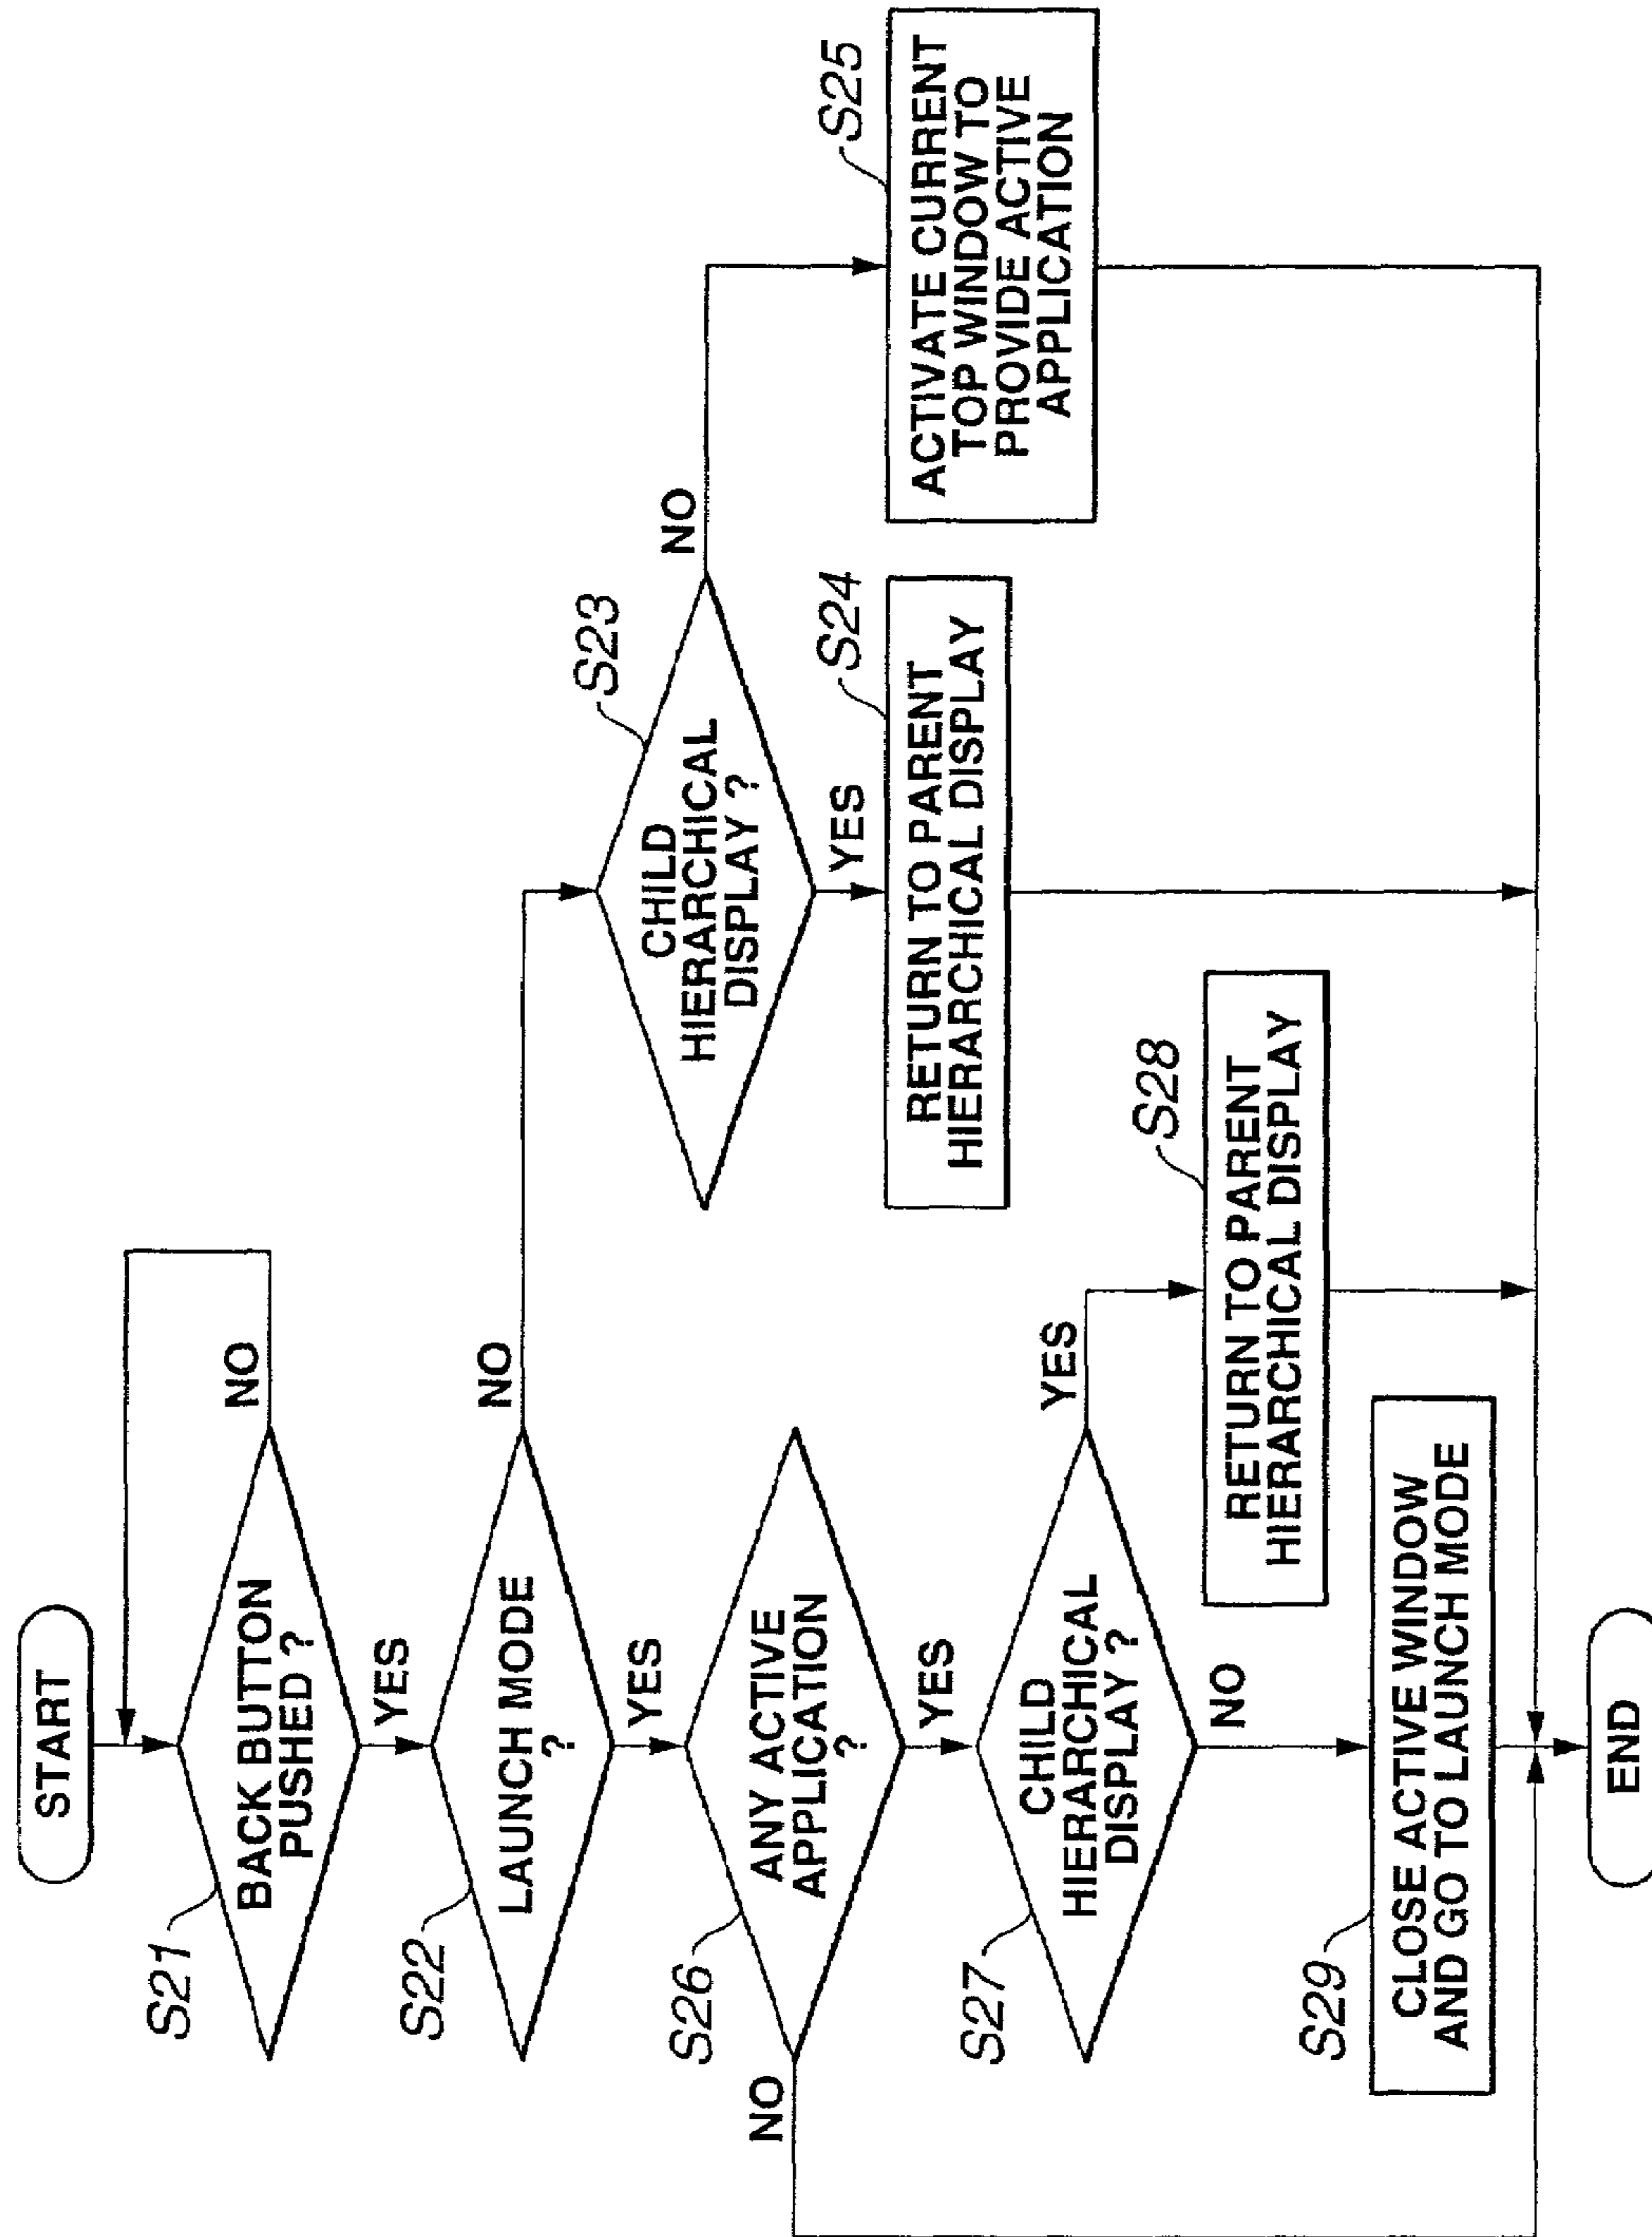 START
S21
BACK BUTTON
PUSHED ?
NO
YES
S22
LAUNCH MODE
?
NO
YES
S23
CHILD
HIERARCHICAL
DISPLAY ?
NO
YES
S24
RETURN TO PARENT
HIERARCHICAL DISPLAY
S25
ACTIVATE CURRENT
TOP WINDOW TO
PROVIDE ACTIVE
APPLICATION
S26
ANY ACTIVE
APPLICATION
?
NO
YES
S27
CHILD
HIERARCHICAL
DISPLAY ?
YES
NO
S28
RETURN TO PARENT
HIERARCHICAL DISPLAY
S29
CLOSE ACTIVE WINDOW
AND GO TO LAUNCH MODE
END